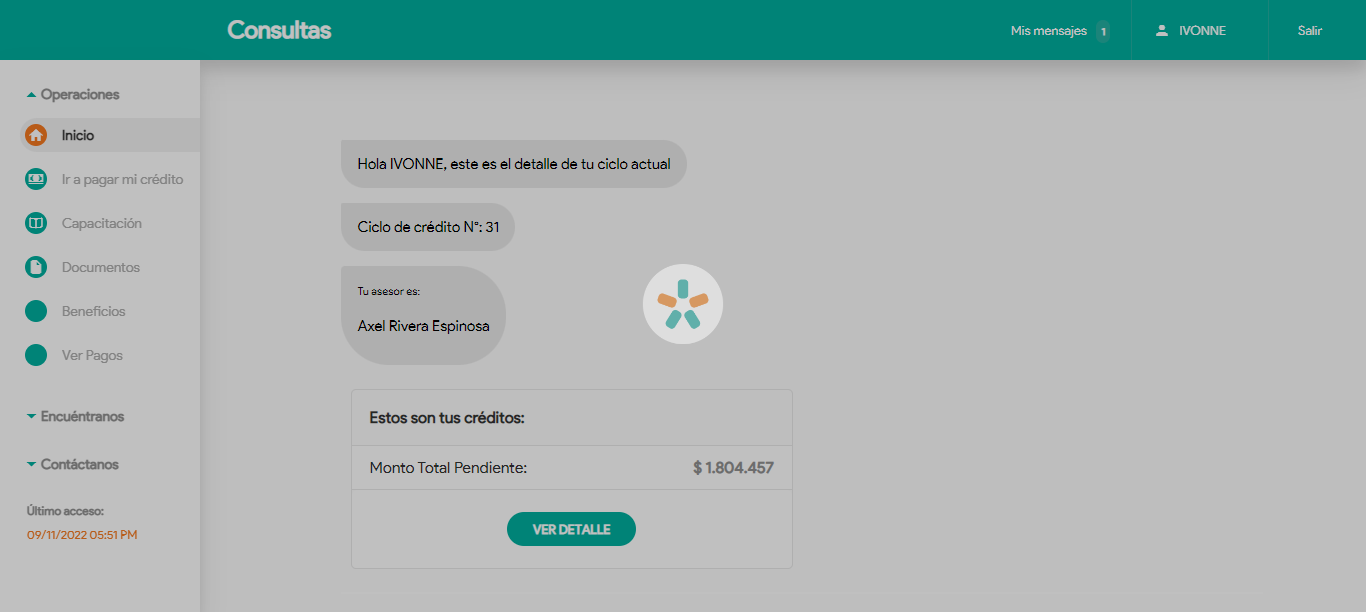 Consultas
Mis mensajes 1
IVONNE
Salir
Operaciones
Inicio
Ir a pagar mi crédito
Capacitación
Documentos
Beneficios
Ver Pagos
Encuéntranos
Contáctanos
Último acceso:
09/11/2022 05:51 PM
Hola IVONNE, este es el detalle de tu ciclo actual
Ciclo de crédito N°: 31
Tu asesor es:
Axel Rivera Espinosa
Estos son tus créditos:
Monto Total Pendiente: $ 1.804.457
VER DETALLE